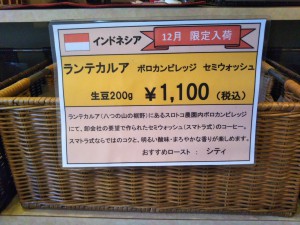 インドネシア 12月 限定入荷
ランテカルア ボロカンビレッジ セミウォッシュ
生豆200g ¥1,100 (税込)
ランテカルア(八つの山の裾野)にあるスロトコ農園内ボロカンビレッジ
にて、卸会社の要望で作られたセミウォッシュ(スマトラ式)のコーヒー。
スマトラ式ならではのコクと、明るい酸味・まろやかな香りが楽しめます。
おすすめロースト : シティ